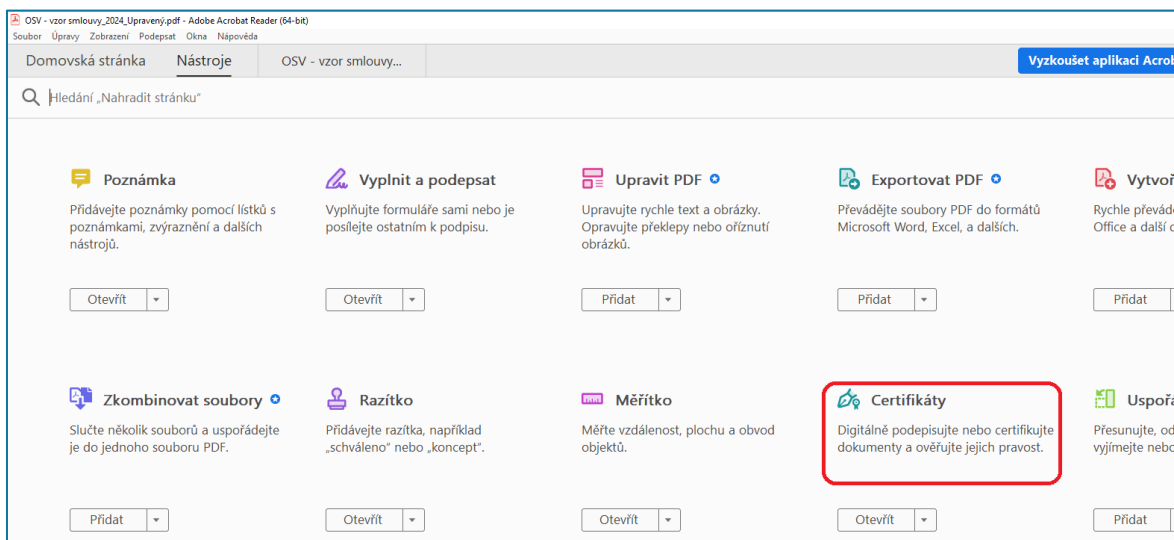 OSV - vzor smlouvy_2024_Upravený.pdf - Adobe Acrobat Reader (64-bit)
Soubor Úpravy Zobrazení Podepsat Okna Nápověda
Domovská stránka Nástroje OSV - vzor smlouvy... Vyzkoušet aplikaci Acrob
Hledání „Nahradit stránku“
Poznámka
Přidávejte poznámky pomocí lístků s
poznámkami, zvýraznění a dalších
nástrojů.
Otevřít
Vyplnit a podepsat
Vyplňujte formuláře sami nebo je
posílejte ostatním k podpisu.
Otevřít
Upravit PDF
Upravujte rychle text a obrázky.
Opravujte překlepy nebo oříznutí
obrázků.
Přidat
Exportovat PDF
Převádějte soubory PDF do formátů
Microsoft Word, Excel, a dalších.
Přidat
Vytvoř
Rychle převád
Office a další d
Přidat
Zkombinovat soubory
Slučte několik souborů a uspořádejte
je do jednoho souboru PDF.
Přidat
Razítko
Přidávejte razítka, například
„schváleno“ nebo „koncept“.
Otevřít
Měřítko
Měřte vzdálenost, plochu a obvod
objektů.
Otevřít
Certifikáty
Digitálně podepisujte nebo certifikujte
dokumenty a ověřujte jejich pravost.
Otevřít
Uspořá
Přesunujte, od
vyjímejte nebo
Přidat